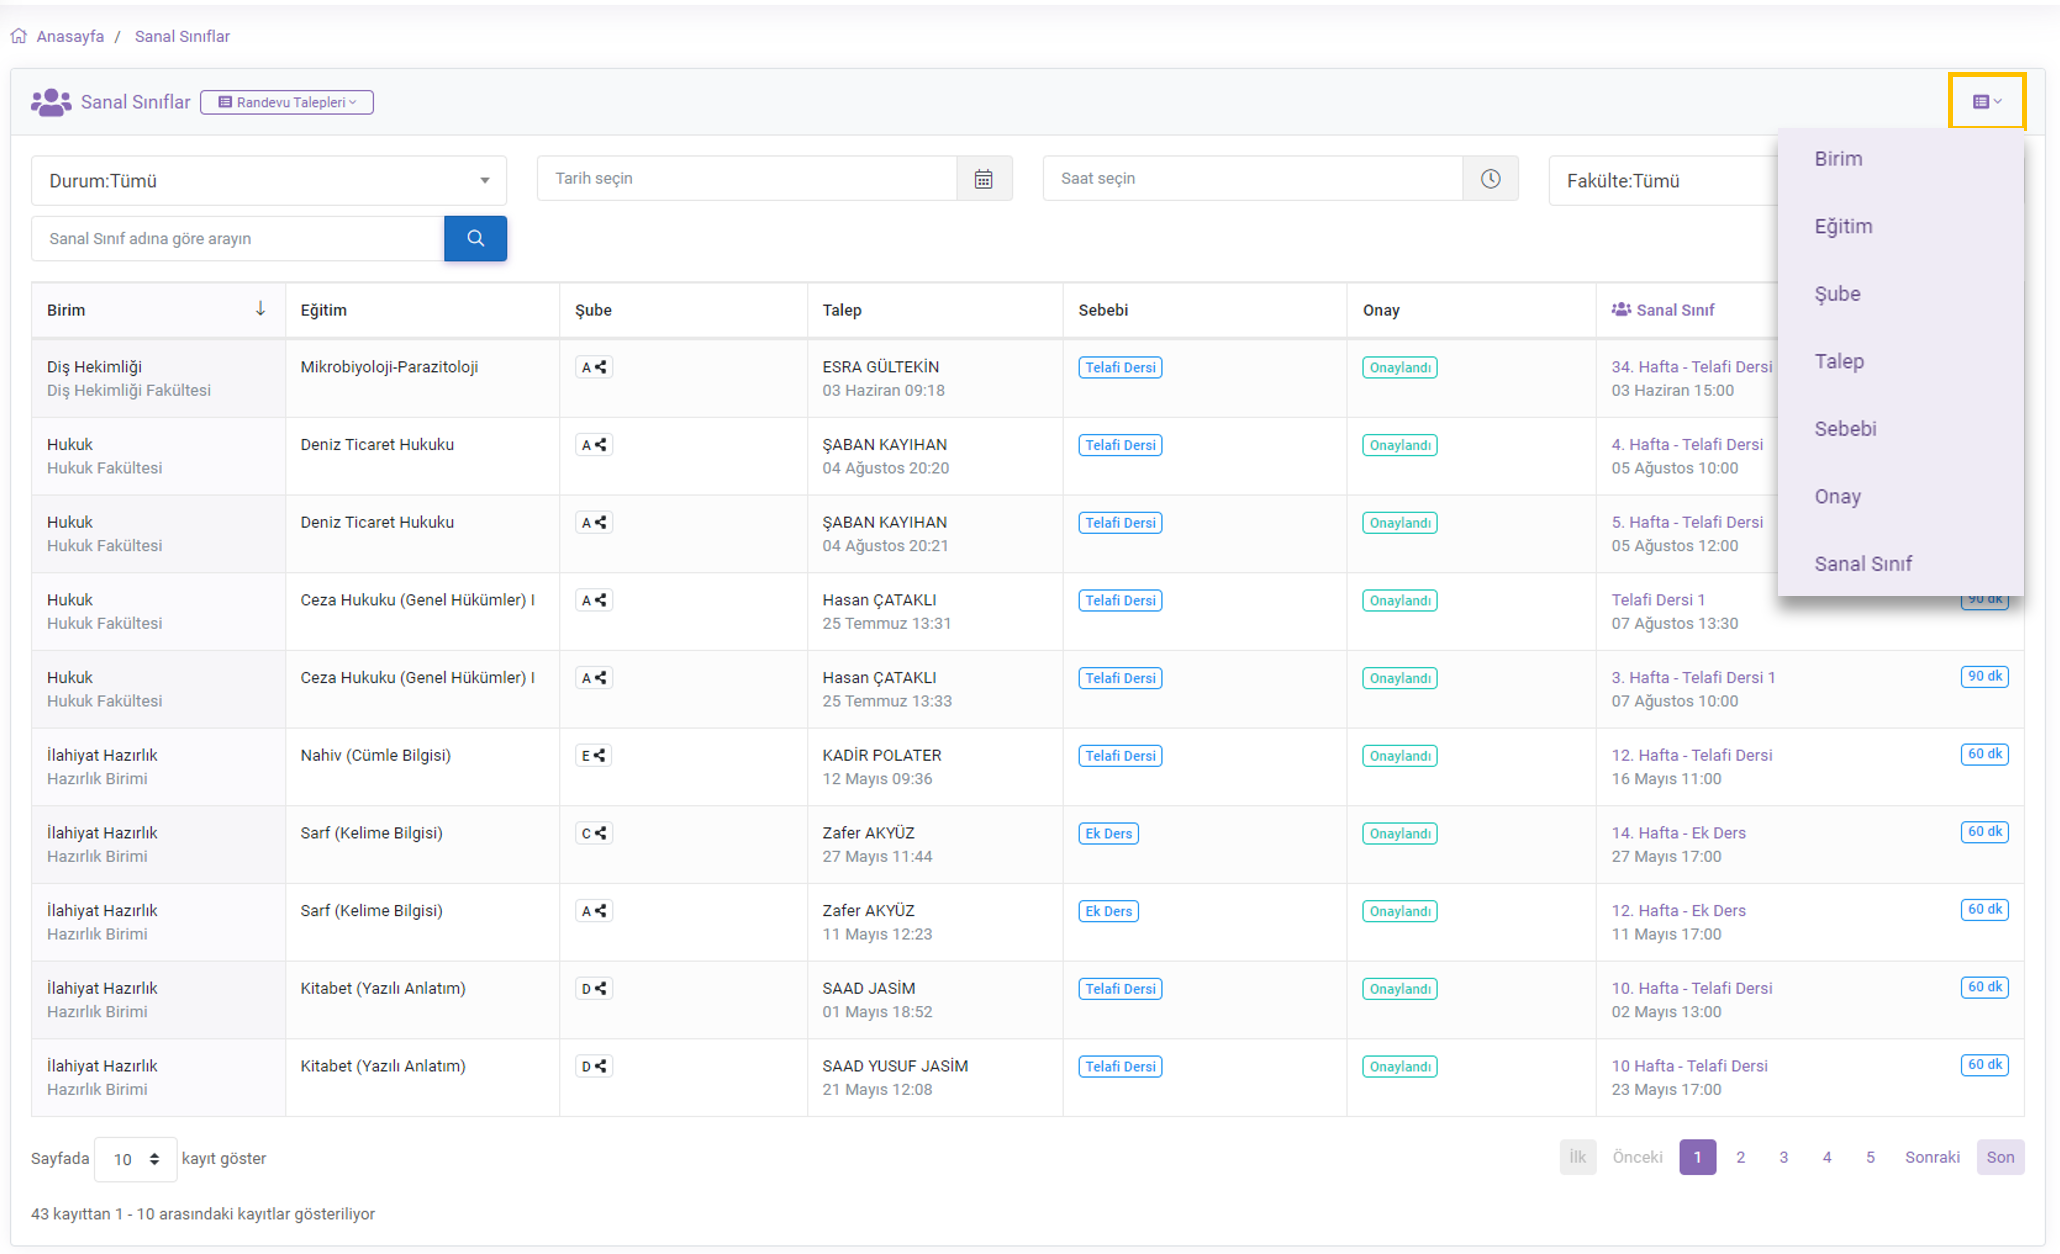 Anasayfa / Sanal Sınıflar
Sanal Sınıflar Randevu Talepleri
Durum:Tümü Tarih seçin Saat seçin Fakülte:Tümü
Sanal Sınıf adına göre arayın
Birim
Eğitim
Şube
Talep
Sebebi
Onay
Sanal Sınıf
Birim Eğitim Şube Talep Sebebi Onay Sanal Sınıf
Diş Hekimliği Mikrobiyoloji-Parazitoloji A ESRA GÜLTEKİN Telafi Dersi Onaylandı 34. Hafta - Telafi Dersi
Diş Hekimliği Fakültesi 03 Haziran 09:18 03 Haziran 15:00
Hukuk Deniz Ticaret Hukuku A ŞABAN KAYIHAN Telafi Dersi Onaylandı 4. Hafta - Telafi Dersi
Hukuk Fakültesi 04 Ağustos 20:20 05 Ağustos 10:00
Hukuk Deniz Ticaret Hukuku A ŞABAN KAYIHAN Telafi Dersi Onaylandı 5. Hafta - Telafi Dersi
Hukuk Fakültesi 04 Ağustos 20:21 05 Ağustos 12:00
Hukuk Ceza Hukuku (Genel Hükümler) I A Hasan ÇATAKLI Telafi Dersi Onaylandı Telafi Dersi 1 90 dk
Hukuk Fakültesi 25 Temmuz 13:31 07 Ağustos 13:30
Hukuk Ceza Hukuku (Genel Hükümler) I A Hasan ÇATAKLI Telafi Dersi Onaylandı 3. Hafta - Telafi Dersi 1 90 dk
Hukuk Fakültesi 25 Temmuz 13:33 07 Ağustos 10:00
İlahiyat Hazırlık Nahiv (Cümle Bilgisi) E KADİR POLATER Telafi Dersi Onaylandı 12. Hafta - Telafi Dersi 60 dk
Hazırlık Birimi 12 Mayıs 09:36 16 Mayıs 11:00
İlahiyat Hazırlık Sarf (Kelime Bilgisi) C Zafer AKYÜZ Ek Ders Onaylandı 14. Hafta - Ek Ders 60 dk
Hazırlık Birimi 27 Mayıs 11:44 27 Mayıs 17:00
İlahiyat Hazırlık Sarf (Kelime Bilgisi) A Zafer AKYÜZ Ek Ders Onaylandı 12. Hafta - Ek Ders 60 dk
Hazırlık Birimi 11 Mayıs 12:23 11 Mayıs 17:00
İlahiyat Hazırlık Kitabet (Yazılı Anlatım) D SAAD JASİM Telafi Dersi Onaylandı 10. Hafta - Telafi Dersi 60 dk
Hazırlık Birimi 01 Mayıs 18:52 02 Mayıs 13:00
İlahiyat Hazırlık Kitabet (Yazılı Anlatım) D SAAD YUSUF JASİM Telafi Dersi Onaylandı 10 Hafta - Telafi Dersi 60 dk
Hazırlık Birimi 21 Mayıs 12:08 23 Mayıs 17:00
Sayfada 10 kayıt göster İlk Önceki 1 2 3 4 5 Sonraki Son
43 kayıttan 1 - 10 arasındaki kayıtlar gösteriliyor